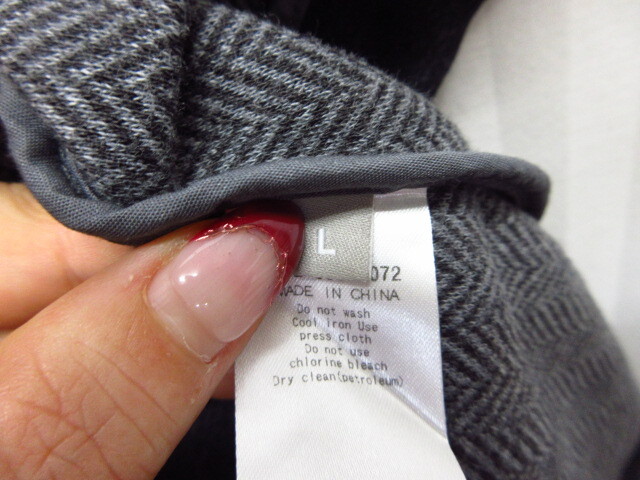 L
072
MADE IN CHINA
Do not wash
Cool iron Use
press cloth
Do not use
chlorine bleach
Dry clean(petroleum)